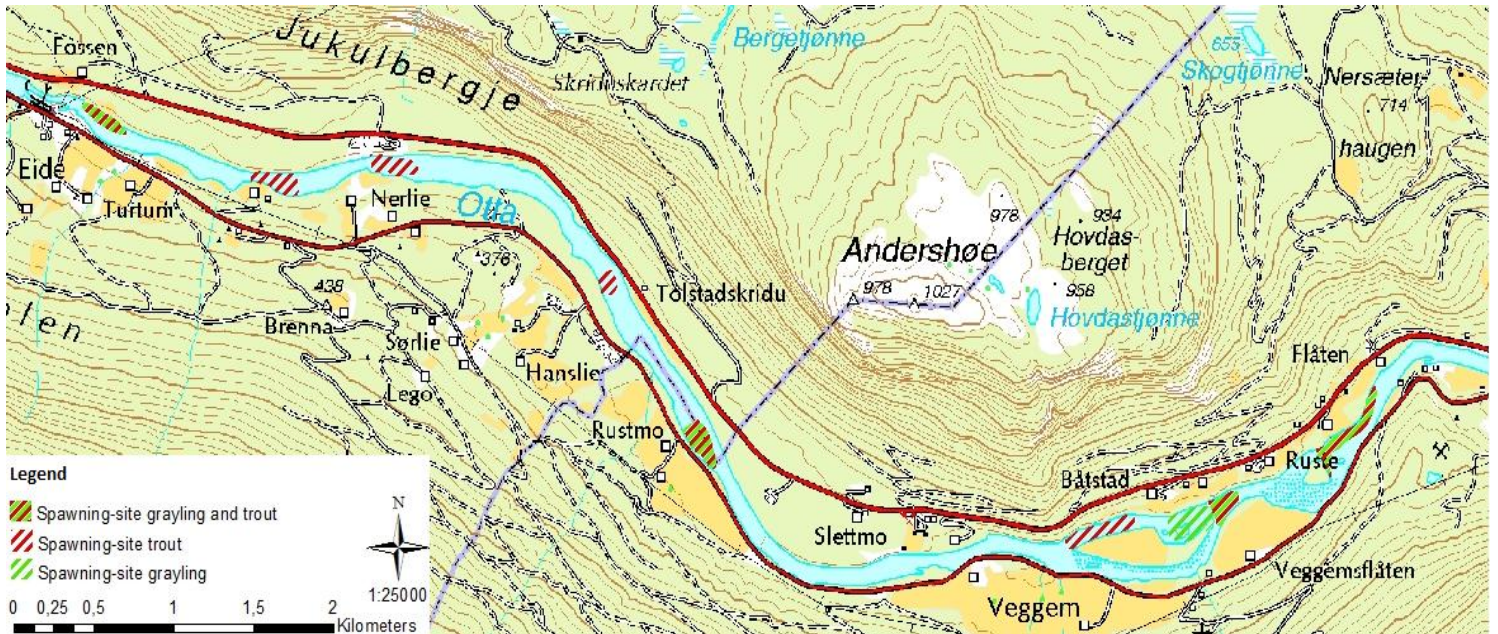 Fossen
Jukulbergje
Skriduskardet
Bergetjønne
655
Skogtjønne
Nersæter-
714
haugen
Eide
Turtum
Nerlie
Otta
978
934
Hovdas-
berget
Andershøe
978
1027
958
Hovdastjønne
376
438
Brenna
Tolstadskridu
Sørlie
Hanslie
Lego
Flåten
Rustmo
Ruste
Båtstad
Slettmo
Veggemsflåten
Veggem
Legend
Spawning-site grayling and trout
Spawning-site trout
Spawning-site grayling
N
1:25000
0 0,25 0,5 1 1,5 2
Kilometers